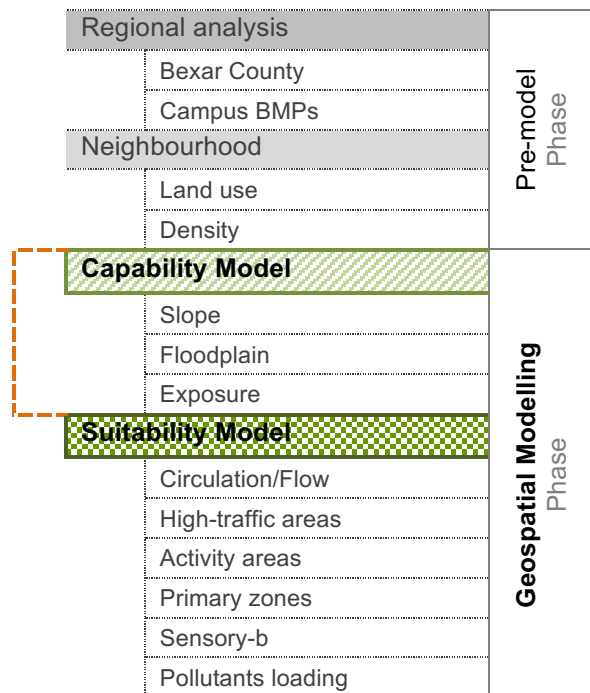 Regional analysis
Bexar County
Campus BMPs
Neighbourhood
Land use
Density
Pre-model
Phase
Capability Model
Slope
Floodplain
Exposure
Suitability Model
Circulation/Flow
High-traffic areas
Activity areas
Primary zones
Sensory-b
Pollutants loading
Geospatial Modelling
Phase